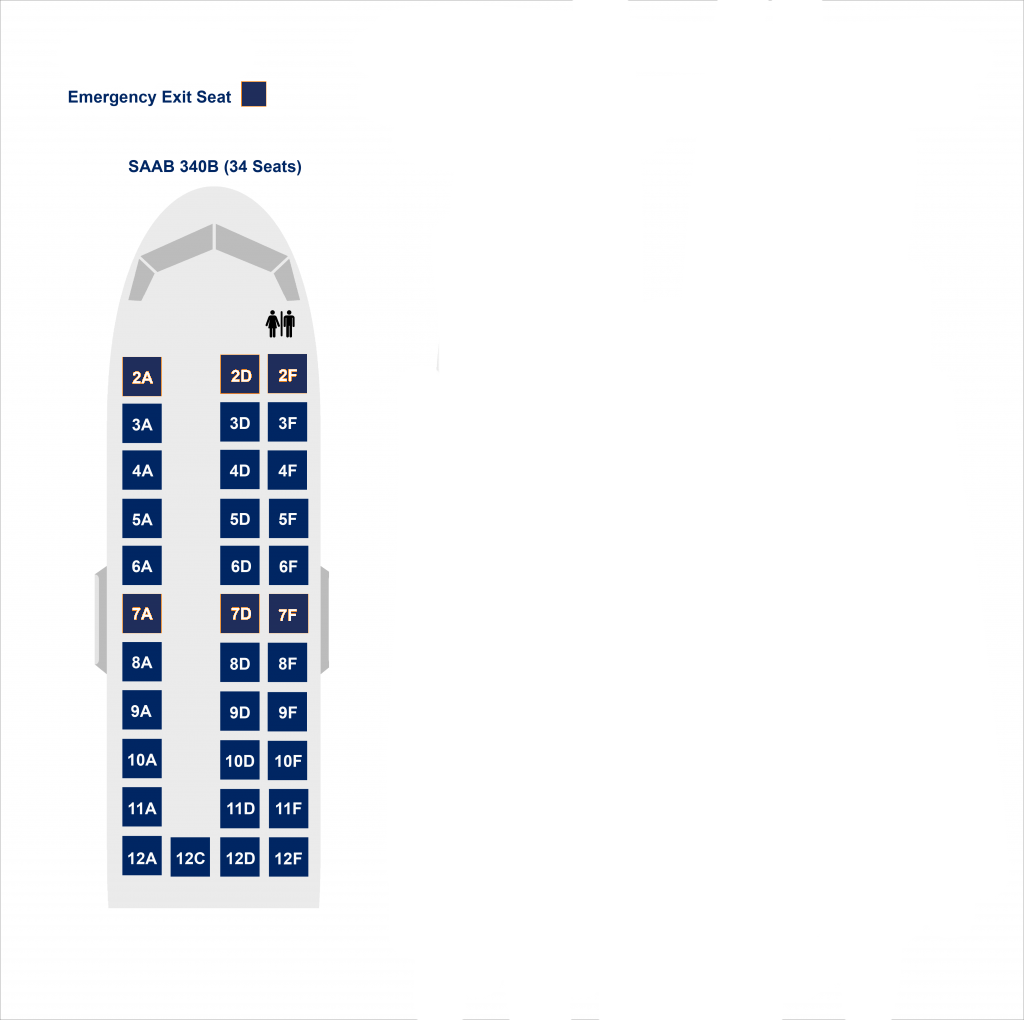 Emergency Exit Seat
SAAB 340B (34 Seats)
2A 2D 2F
3A 3D 3F
4A 4D 4F
5A 5D 5F
6A 6D 6F
7A 7D 7F
8A 8D 8F
9A 9D 9F
10A 10D 10F
11A 11D 11F
12A 12C 12D 12F